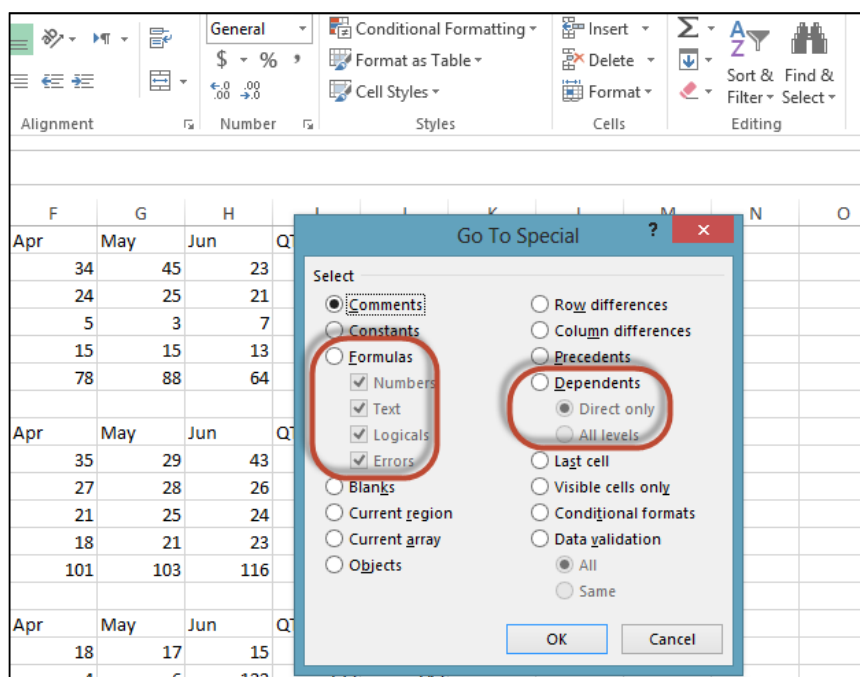 General
Conditional Formatting
Insert
Σ
A
Z
$ % ,
Format as Table
Delete
.0 .00
.00 .0
Cell Styles
Format
Sort & Find &
Filter Select
Alignment
Number
Styles
Cells
Editing
F G H K M N O
Go To Special ? ×
Apr May Jun
34 45 23
24 25 21
5 3 7
15 15 13
78 88 64
Apr May Jun
35 29 43
27 28 26
21 25 24
18 21 23
101 103 116
Apr May Jun
18 17 15
Select
Comments
Constants
Formulas
Numbers
Text
Logicals
Errors
Blanks
Current region
Current array
Objects
Row differences
Column differences
Precedents
Dependents
Direct only
All levels
Last cell
Visible cells only
Conditional formats
Data validation
All
Same
OK Cancel